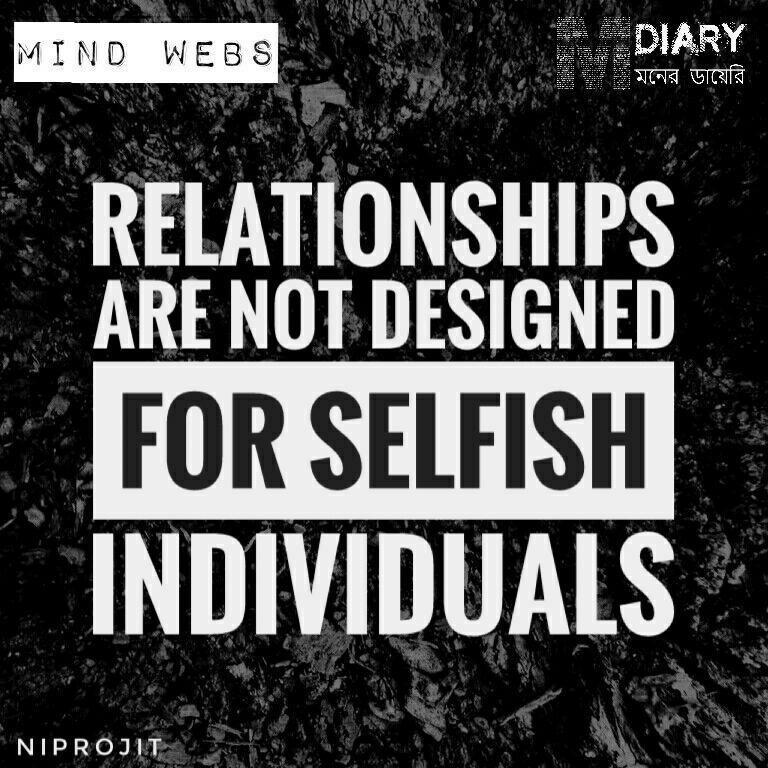 MIND WEBS
M DIARY
মনের ডায়েরি
RELATIONSHIPS
ARE NOT DESIGNED
FOR SELFISH
INDIVIDUALS
NIPROJIT